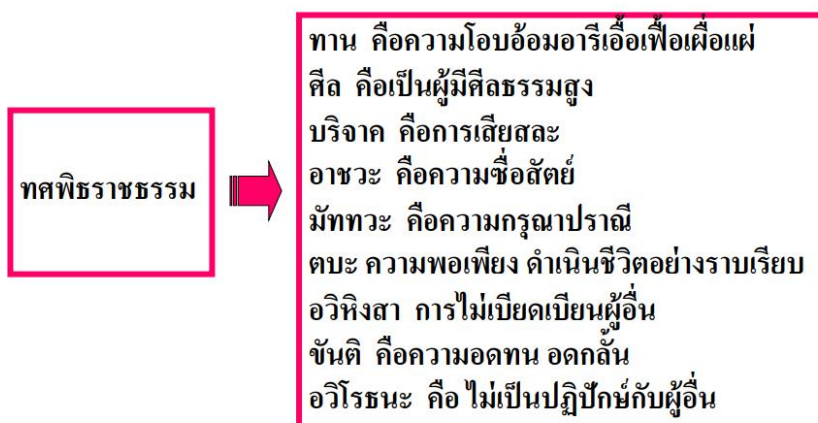 ทศพิธราชธรรม
ทาน คือความโอบอ้อมอารีเอื้อเฟื้อเผื่อแผ่
ศีล คือเป็นผู้มีศีลธรรมสูง
บริจาค คือการเสียสละ
อาชวะ คือความซื่อสัตย์
มัททวะ คือความกรุณาปราณี
ตบะ ความพอเพียง ดำเนินชีวิตอย่างราบเรียบ
อวิหิงสา การไม่เบียดเบียนผู้อื่น
ขันติ คือความอดทน อดกลั้น
อวิโรธนะ คือ ไม่เป็นปฏิปักษ์กับผู้อื่น